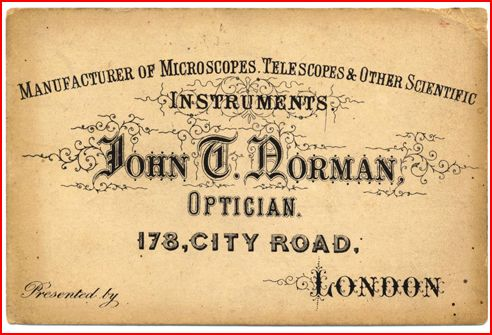 MANUFACTURER OF MICROSCOPES. TELESCOPES & OTHER SCIENTIFIC
INSTRUMENTS.
JOHN T. NORMAN,
OPTICIAN.
178, CITY ROAD,
LONDON
Presented by